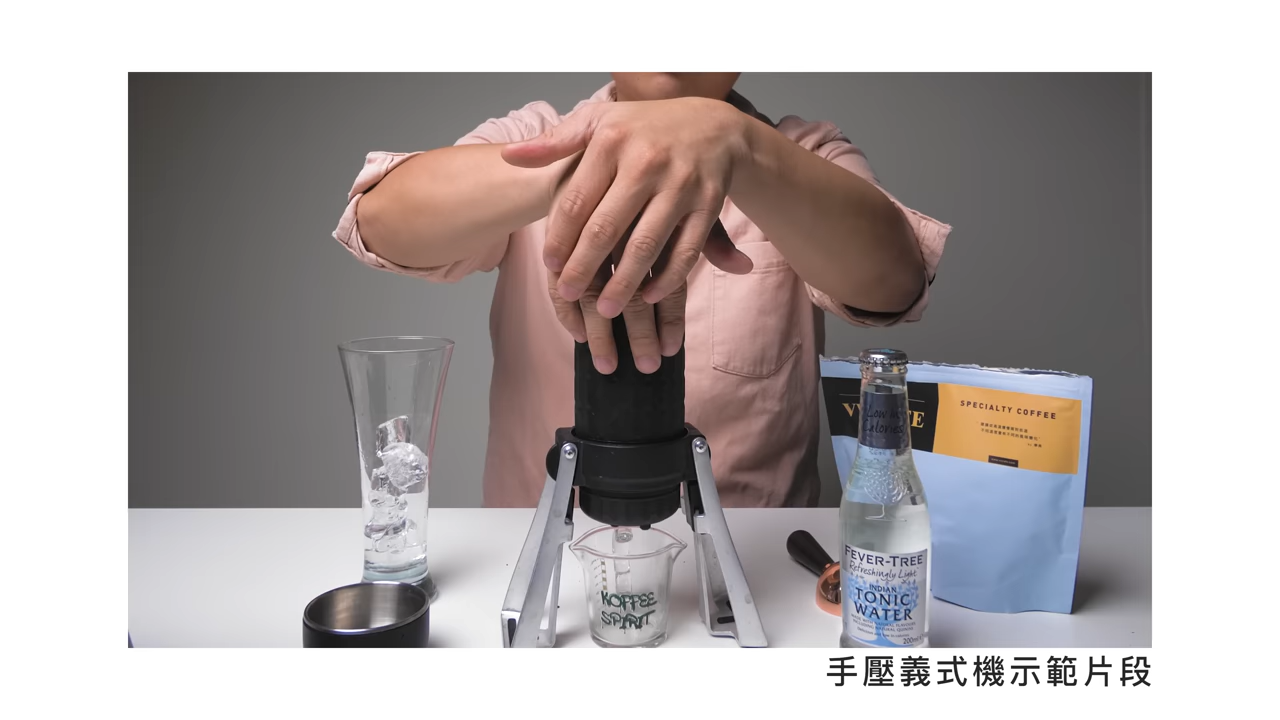 SPECIALTY COFFEE
Low in
Calories
KOFFEE
SPIRIT
FEVER-TREE
Refreshingly Light
INDIAN
TONIC
WATER
200ml
手壓義式機示範片段